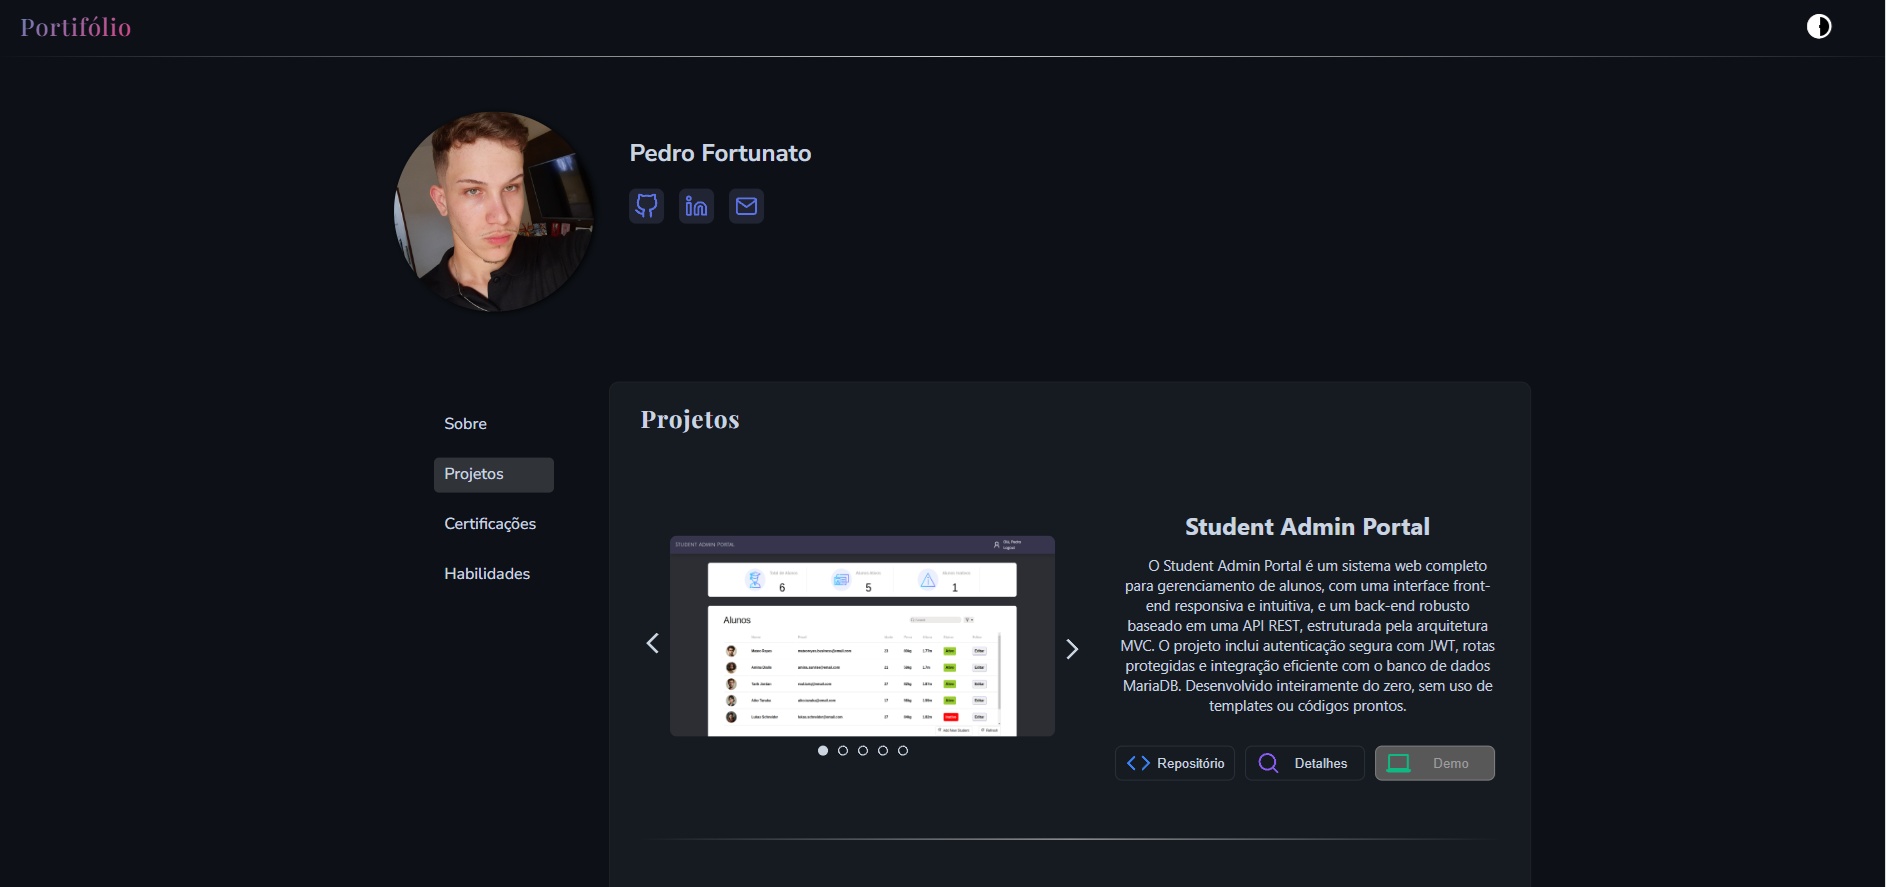 Portifólio
Pedro Fortunato
Sobre
Projetos
Certificações
Habilidades
Projetos
STUDENT ADMIN PORTAL
Olá, Pedro
Logout
6
5
1
Alunos
Student Admin Portal
O Student Admin Portal é um sistema web completo
para gerenciamento de alunos, com uma interface front-
end responsiva e intuitiva, e um back-end robusto
baseado em uma API REST, estruturada pela arquitetura
MVC. O projeto inclui autenticação segura com JWT, rotas
protegidas e integração eficiente com o banco de dados
MariaDB. Desenvolvido inteiramente do zero, sem uso de
templates ou códigos prontos.
Repositório
Detalhes
Demo